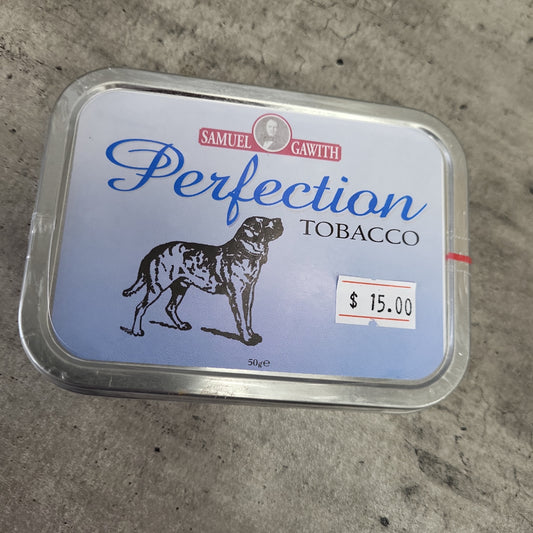 SAMUEL GAWITH
Perfection
TOBACCO
$ 15.00
50g℮